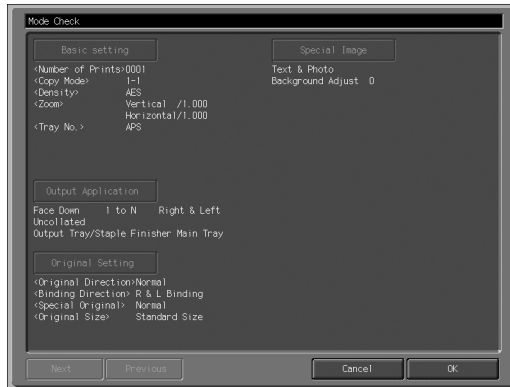 Mode Check
Basic setting
<Number of Prints>0001
<Copy Mode> 1-1
<Density> AES
<Zoom> Vertical /1.000
Horizontal/1.000
<Tray No.> APS
Output Application
Face Down 1 to N Right & Left
Uncollated
Output Tray/Staple Finisher Main Tray
Original Setting
<Original Direction>Normal
<Binding Direction> R & L Binding
<Special Original> Normal
<Original Size> Standard Size
Special Image
Text & Photo
Background Adjust 0
Next Previous Cancel OK